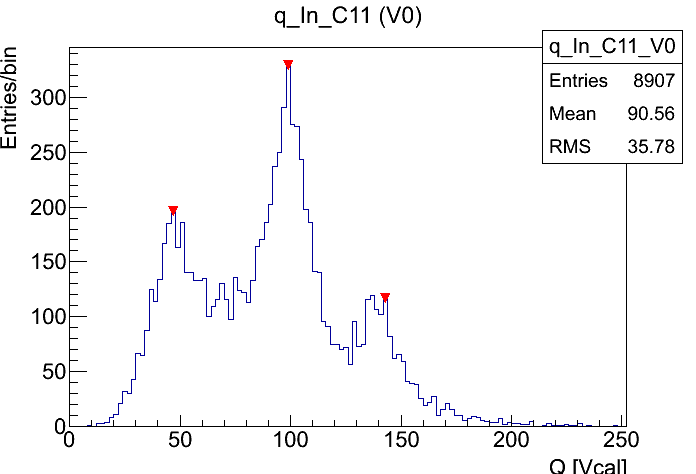 q_In_C11 (V0)
q_In_C11_V0
Entries 8907
Mean 90.56
RMS 35.78
Entries/bin
300
250
200
150
100
50
0
0 50 100 150 200 250
Q [Vcal]